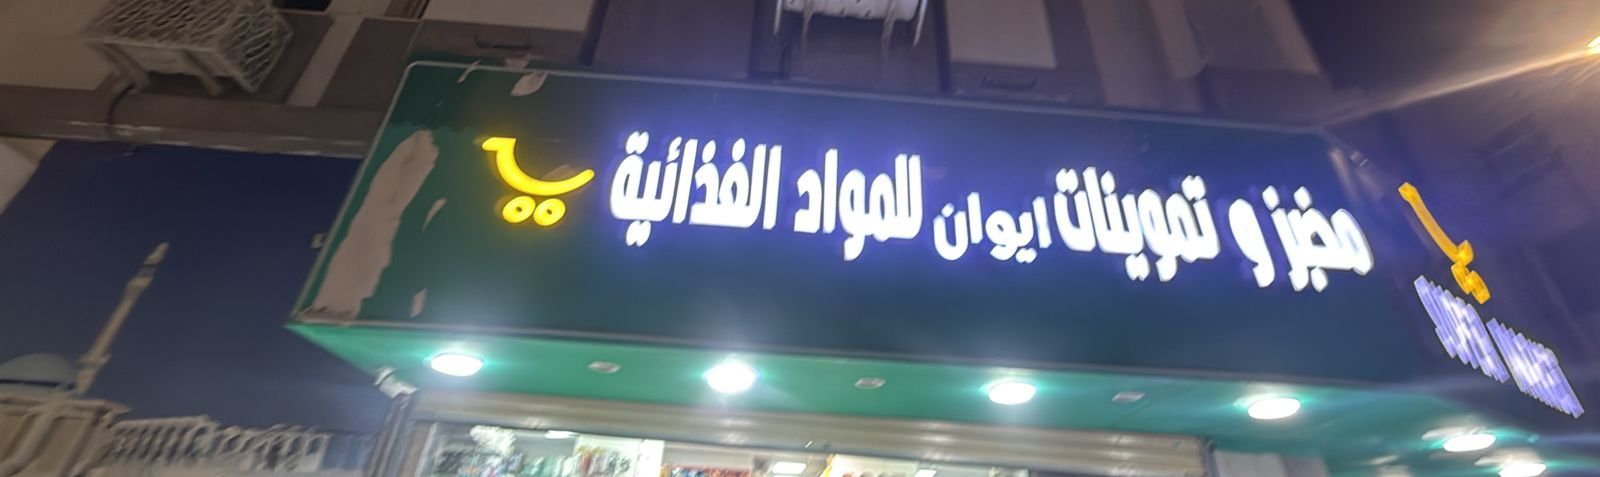 مخبز و تموينات ايوان للمواد الغذائية